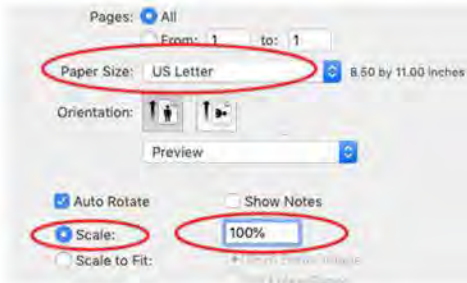 Pages: All
From: 1 to: 1
Paper Size: US Letter 8.50 by 11.00 inches
Orientation:
Preview
Auto Rotate Show Notes
Scale: 100%
Scale to Fit: